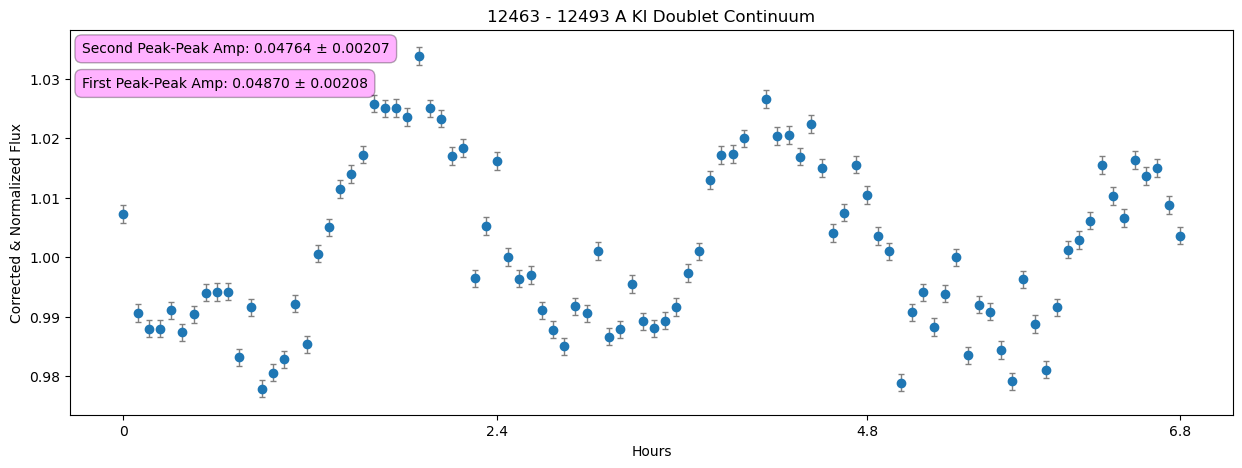 12463 - 12493 A KI Doublet Continuum
Second Peak-Peak Amp: 0.04764 ± 0.00207
First Peak-Peak Amp: 0.04870 ± 0.00208
Corrected & Normalized Flux
1.03
1.02
1.01
1.00
0.99
0.98
0
2.4
4.8
6.8
Hours